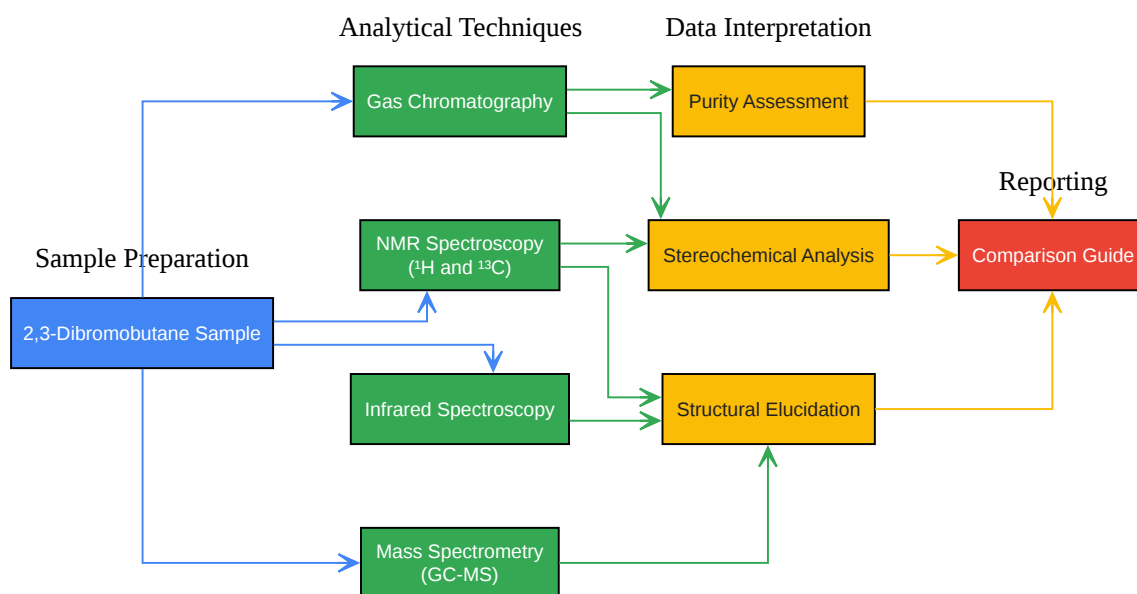 Analytical Techniques
Data Interpretation
Gas Chromatography
Purity Assessment
Reporting
NMR Spectroscopy
(¹H and ¹³C)
Stereochemical Analysis
Comparison Guide
Sample Preparation
2,3-Dibromobutane Sample
Infrared Spectroscopy
Structural Elucidation
Mass Spectrometry
(GC-MS)